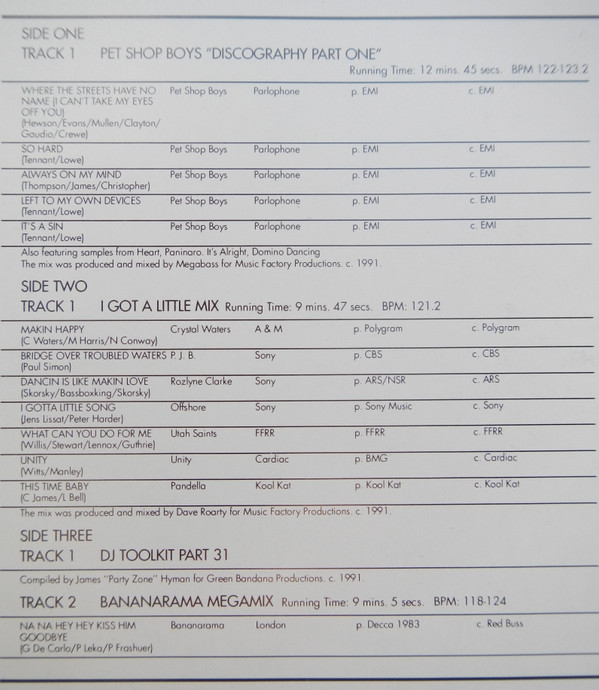 SIDE ONE
TRACK 1 PET SHOP BOYS "DISCOGRAPHY PART ONE"
Running Time: 12 mins. 45 secs. BPM 122-123.2
WHERE THE STREETS HAVE NO Pet Shop Boys Parlophone p. EMI c. EMI
NAME (I CAN'T TAKE MY EYES
OFF YOU)
(Hewson/Evans/Mullen/Clayton/
Gaudio/Crewe)
SO HARD Pet Shop Boys Parlophone p. EMI c. EMI
(Tennant/Lowe)
ALWAYS ON MY MIND Pet Shop Boys Parlophone p. EMI c. EMI
(Thompson/James/Christopher)
LEFT TO MY OWN DEVICES Pet Shop Boys Parlophone p. EMI c. EMI
(Tennant/Lowe)
IT'S A SIN Pet Shop Boys Parlophone p. EMI c. EMI
(Tennant/Lowe)
Also featuring samples from Heart, Paninaro. It's Alright, Domino Dancing
The mix was produced and mixed by Megabass for Music Factory Productions. c. 1991.
SIDE TWO
TRACK 1 I GOT A LITTLE MIX Running Time: 9 mins. 47 secs. BPM: 121.2
MAKIN HAPPY Crystal Waters A & M p. Polygram c. Polygram
(C Waters/M Harris/N Conway)
BRIDGE OVER TROUBLED WATERS P. J. B. Sony p. CBS c. CBS
(Paul Simon)
DANCIN IS LIKE MAKIN LOVE Rozlyne Clarke Sony p. ARS/NSR c. ARS
(Skorsky/Bassboxking/Skorsky)
I GOTTA LITTLE SONG Offshore Sony p. Sony Music c. Sony
(Jens Lissat/Peter Harder)
WHAT CAN YOU DO FOR ME Utah Saints FFRR p. FFRR c. FFRR
(Willis/Stewart/Lennox/Guthrie)
UNITY Unity Cardiac p. BMG c. Cardiac
(Witts/Manley)
THIS TIME BABY Pandella Kool Kat p. Kool Kat c. Kool Kat
(C James/L Bell)
The mix was produced and mixed by Dave Roarty for Music Factory Productions. c. 1991.
SIDE THREE
TRACK 1 DJ TOOLKIT PART 31
Compiled by James "Party Zone" Hyman for Green Bandana Productions. c. 1991.
TRACK 2 BANANARAMA MEGAMIX Running Time: 9 mins. 5 secs. BPM: 118-124
NA NA HEY HEY KISS HIM Bananarama London p. Decca 1983 c. Red Buss
GOODBYE
(G De Carlo/P Leka/P Frashuer)